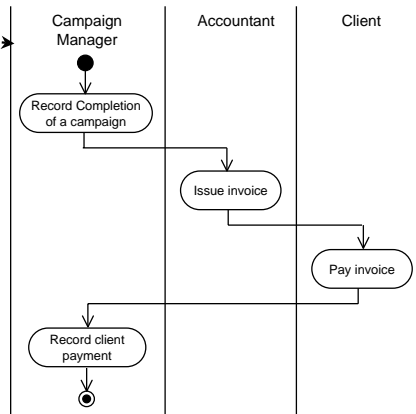 Campaign
Manager
Accountant
Client
Record Completion
of a campaign
Issue invoice
Pay invoice
Record client
payment